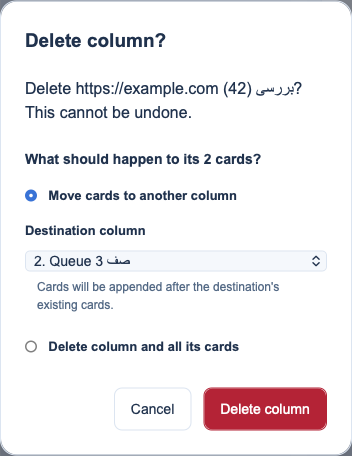 Delete column?
Delete https://example.com (42) بررسی?
This cannot be undone.
What should happen to its 2 cards?
Move cards to another column
Destination column
2. Queue 3 صف
Cards will be appended after the destination's
existing cards.
Delete column and all its cards
Cancel
Delete column